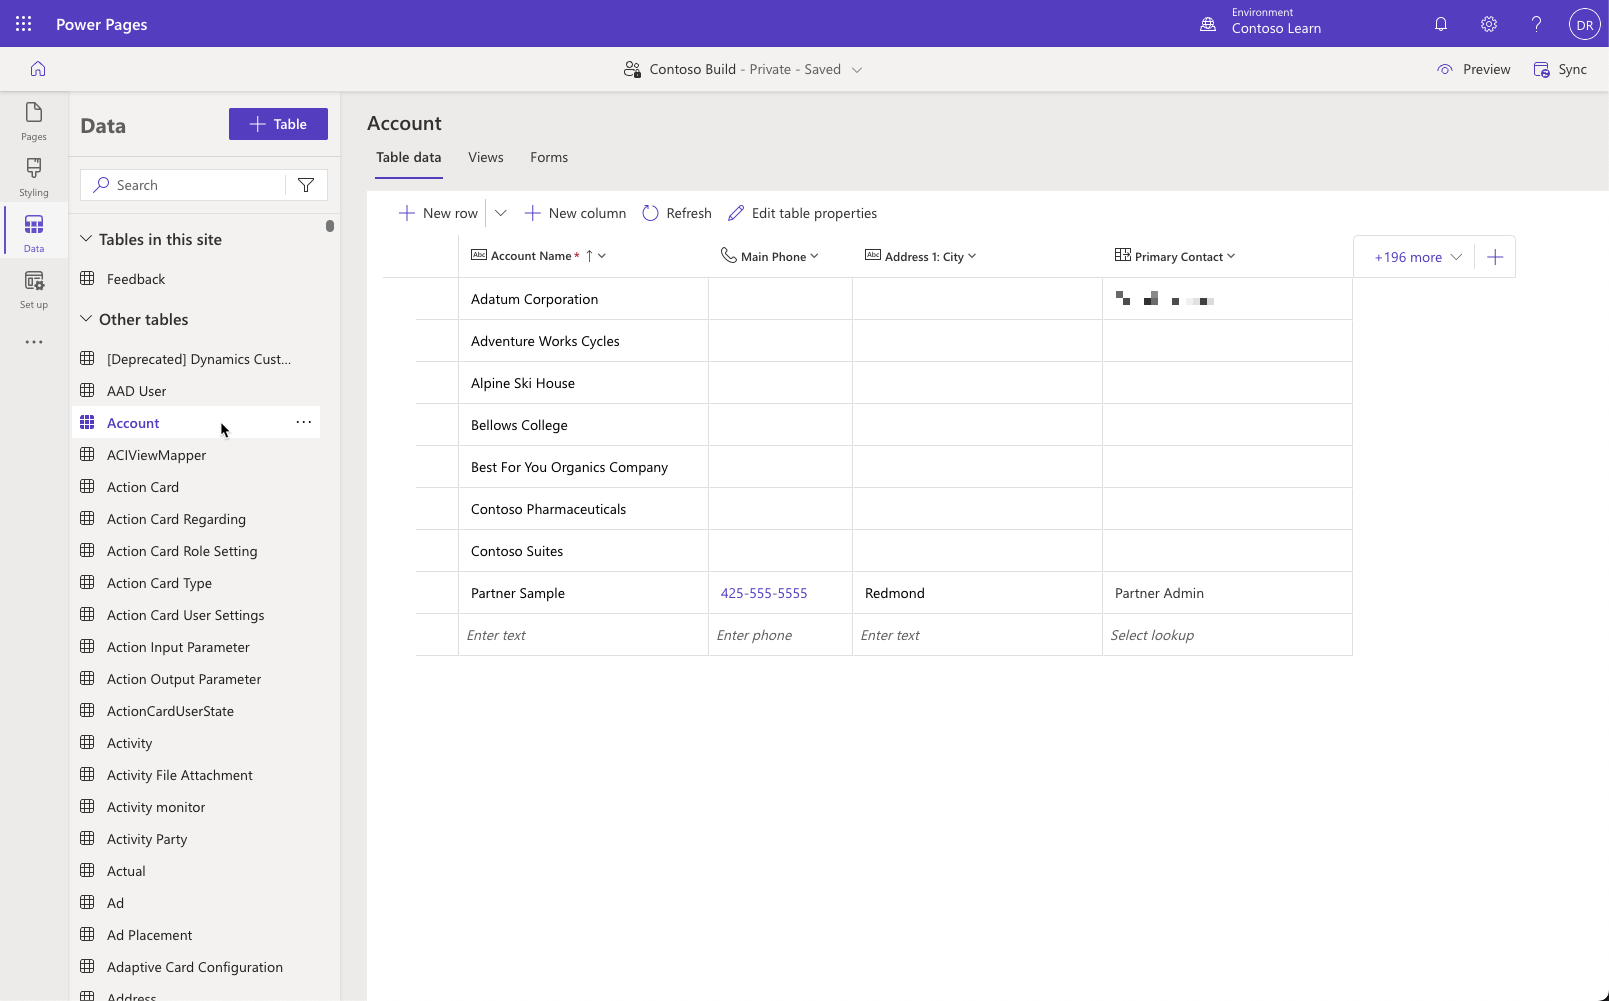 Power Pages
Environment
Contoso Learn
?
DR
Contoso Build - Private - Saved
Preview
Sync
Pages
Styling
Data
Set up
Data
Table
Search
Tables in this site
Feedback
Other tables
[Deprecated] Dynamics Cust...
AAD User
Account
ACIViewMapper
Action Card
Action Card Regarding
Action Card Role Setting
Action Card Type
Action Card User Settings
Action Input Parameter
Action Output Parameter
ActionCardUserState
Activity
Activity File Attachment
Activity monitor
Activity Party
Actual
Ad
Ad Placement
Adaptive Card Configuration
Address
Account
Table data Views Forms
New row New column Refresh Edit table properties
Abc Account Name* Main Phone Abc Address 1: City Primary Contact +196 more
Adatum Corporation
Adventure Works Cycles
Alpine Ski House
Bellows College
Best For You Organics Company
Contoso Pharmaceuticals
Contoso Suites
Partner Sample 425-555-5555 Redmond Partner Admin
Enter text Enter phone Enter text Select lookup